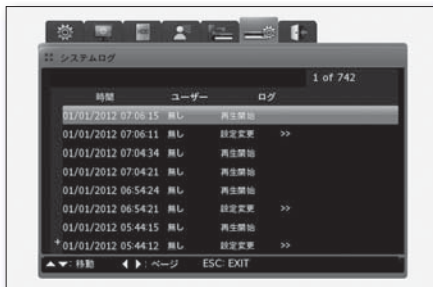 システムログ
1 of 742
時間 ユーザー ログ
01/01/2012 07:06:15 無し 再生開始
01/01/2012 07:06:11 無し 設定変更 >>
01/01/2012 07:04:34 無し 再生開始
01/01/2012 07:04:21 無し 再生開始
01/01/2012 06:54:24 無し 再生開始
01/01/2012 06:54:21 無し 設定変更 >>
01/01/2012 05:44:15 無し 再生開始
01/01/2012 05:44:12 無し 設定変更 >>
▲▼: 移動 ◀ ▶: ページ ESC: EXIT